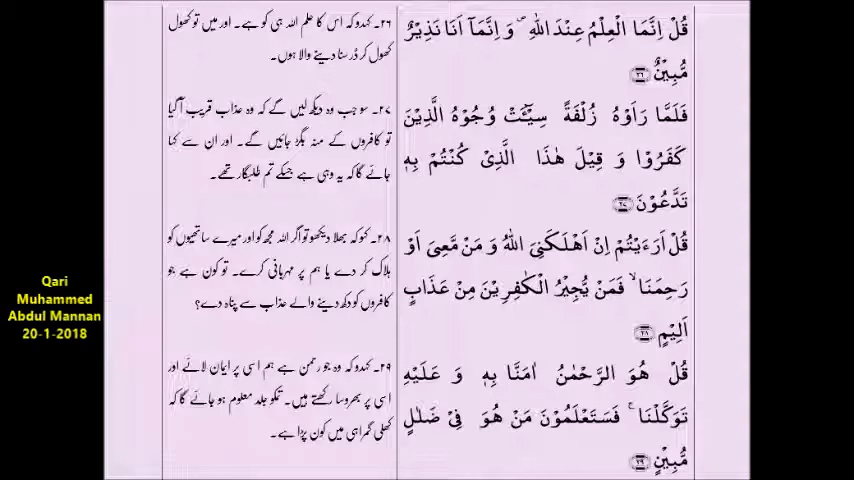 قُلْ اِنَّمَا الْعِلْمُ عِنْدَ اللّٰهِ ۪ وَ اِنَّمَاۤ اَنَا نَذِیْرٌ
مُّبِیْنٌ ﴿۲۶﴾
فَلَمَّا رَاَوْهُ زُلْفَةً سِیْٓـَٔتْ وُجُوْهُ الَّذِیْنَ
كَفَرُوْا وَ قِیْلَ هٰذَا الَّذِیْ كُنْتُمْ بِهٖ
تَدَّعُوْنَ ﴿۲۷﴾
قُلْ اَرَءَیْتُمْ اِنْ اَهْلَكَنِیَ اللّٰهُ وَ مَنْ مَّعِیَ اَوْ
رَحِمَنَا ۙ فَمَنْ یُّجِیْرُ الْكٰفِرِیْنَ مِنْ عَذَابٍ
اَلِیْمٍ ﴿۲۸﴾
قُلْ هُوَ الرَّحْمٰنُ اٰمَنَّا بِهٖ وَ عَلَیْهِ
تَوَكَّلْنَا ۚ فَسَتَعْلَمُوْنَ مَنْ هُوَ فِیْ ضَلٰلٍ
مُّبِیْنٍ ﴿۲۹﴾
۲۶۔ کہدو کہ اس کا علم اللہ ہی کو ہے۔ اور میں تو کھول
کھول کر ڈر سنا دینے والا ہوں۔
۲۷۔ سو جب وہ دیکھ لیں گے کہ وہ عذاب قریب آ گیا
تو کافروں کے منہ بگڑ جائیں گے۔ اور ان سے کہا
جائے گا کہ یہ وہی ہے جسکے تم طلبگار تھے۔
۲۸۔ کہو کہ بھلا دیکھو تو اگر اللہ مجھ کو اور میرے ساتھیوں کو
ہلاک کر دے یا ہم پر مہربانی کرے۔ تو کون ہے جو
کافروں کو دکھ دینے والے عذاب سے پناہ دے؟
۲۹۔ کہدو کہ وہ جو رحمن ہے ہم اسی پر ایمان لائے اور
اسی پر بھروسا رکھتے ہیں۔ تمکو جلد معلوم ہو جائے گا کہ
کھلی گمراہی میں کون پڑا ہے۔
Qari
Muhammed
Abdul Mannan
20-1-2018